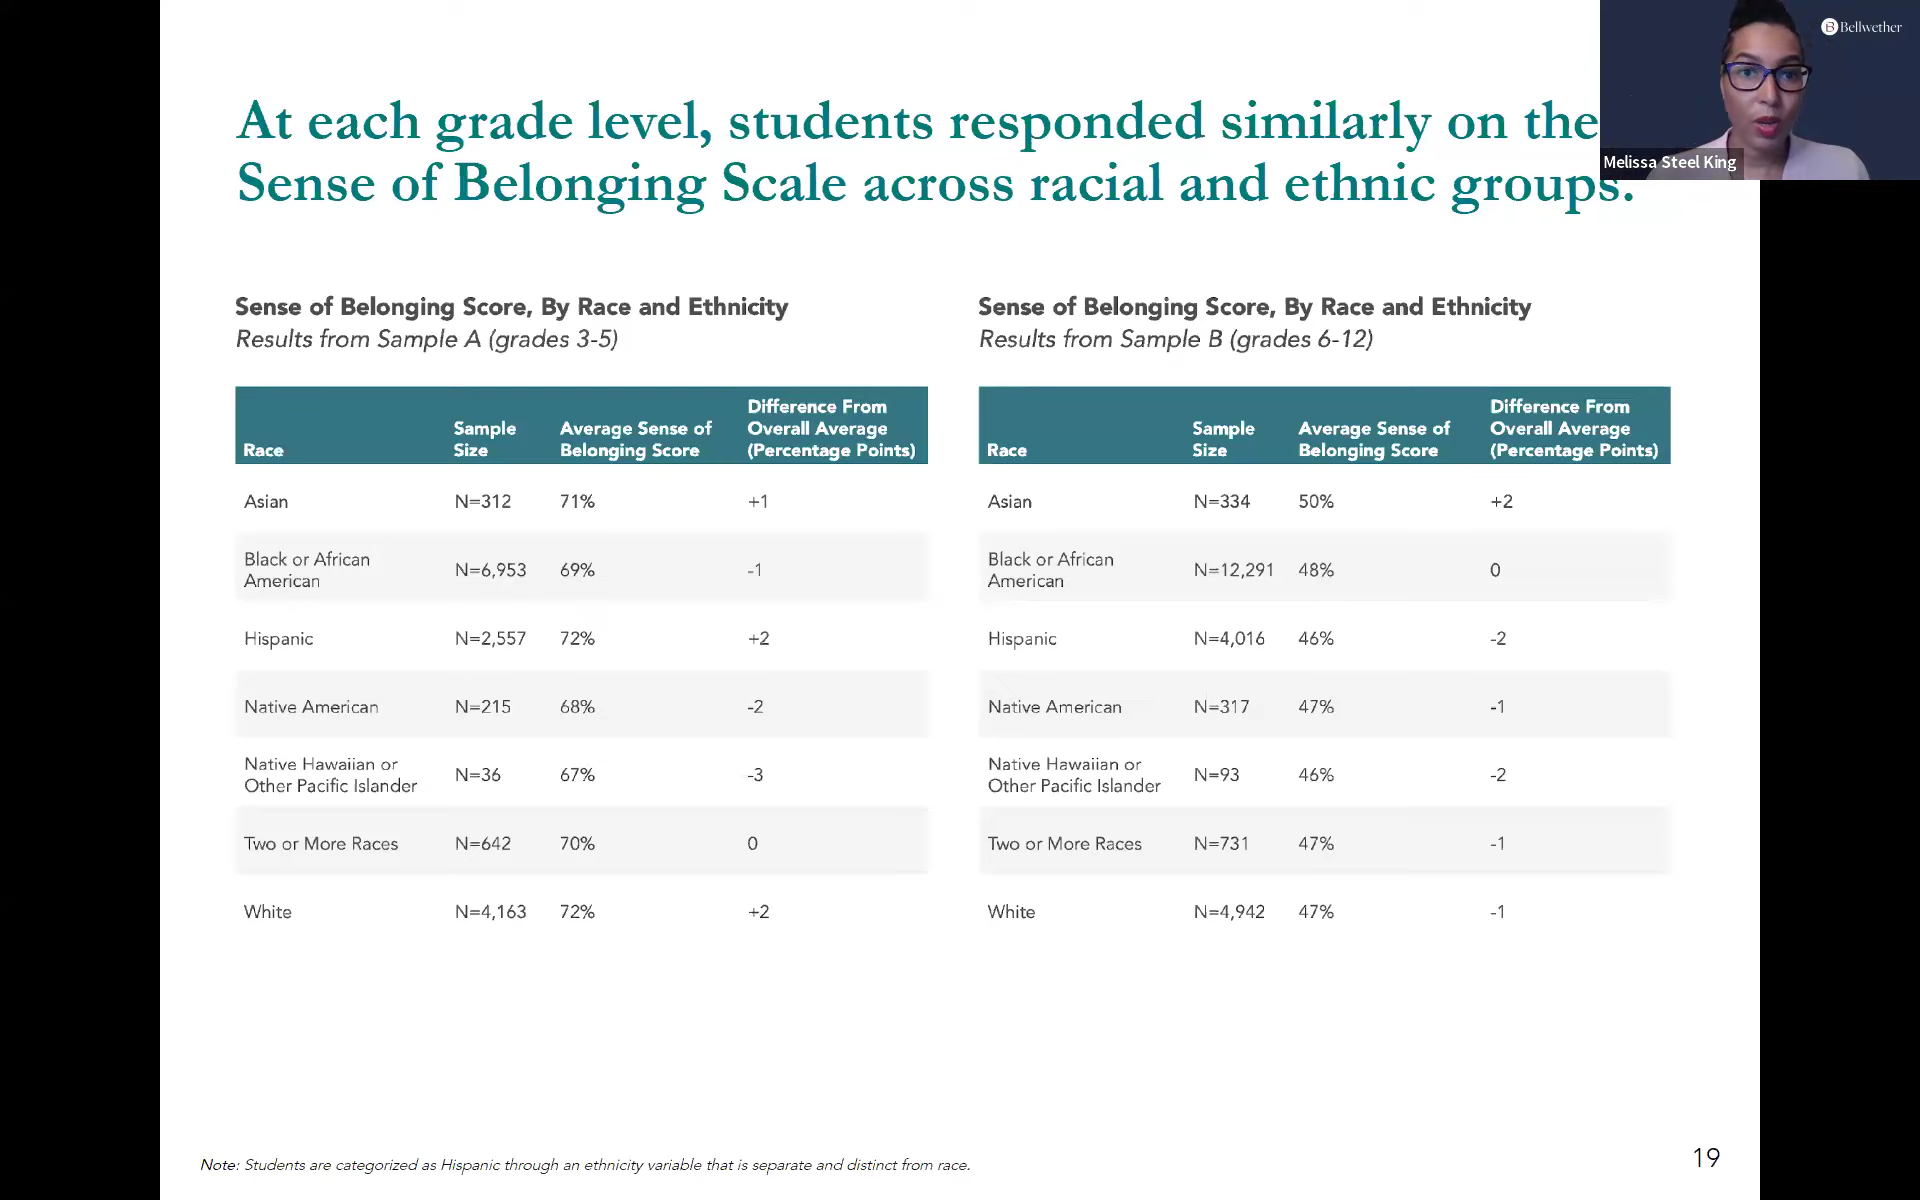 Bellwether
Melissa Steel King
At each grade level, students responded similarly on the
Sense of Belonging Scale across racial and ethnic groups.
Sense of Belonging Score, By Race and Ethnicity
Results from Sample A (grades 3-5)
Race Sample Size Average Sense of Belonging Score Difference From Overall Average (Percentage Points)
Asian N=312 71% +1
Black or African American N=6,953 69% -1
Hispanic N=2,557 72% +2
Native American N=215 68% -2
Native Hawaiian or Other Pacific Islander N=36 67% -3
Two or More Races N=642 70% 0
White N=4,163 72% +2
Sense of Belonging Score, By Race and Ethnicity
Results from Sample B (grades 6-12)
Race Sample Size Average Sense of Belonging Score Difference From Overall Average (Percentage Points)
Asian N=334 50% +2
Black or African American N=12,291 48% 0
Hispanic N=4,016 46% -2
Native American N=317 47% -1
Native Hawaiian or Other Pacific Islander N=93 46% -2
Two or More Races N=731 47% -1
White N=4,942 47% -1
Note: Students are categorized as Hispanic through an ethnicity variable that is separate and distinct from race.
19